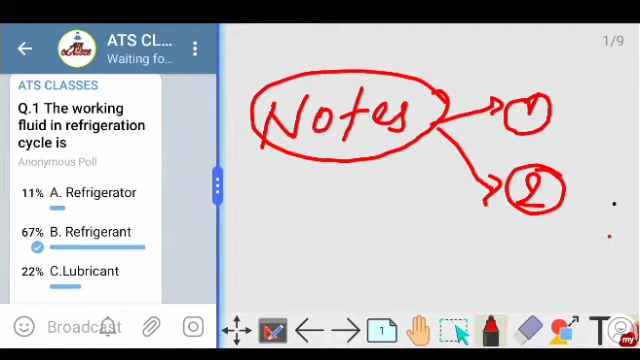 ATS CL...
Waiting fo...
ATS CLASSES
Q.1 The working
fluid in refrigeration
cycle is
Anonymous Poll
11% A. Refrigerator
67% B. Refrigerant
22% C.Lubricant
Broadcast
1/9
Notes
1
2
1
T
my